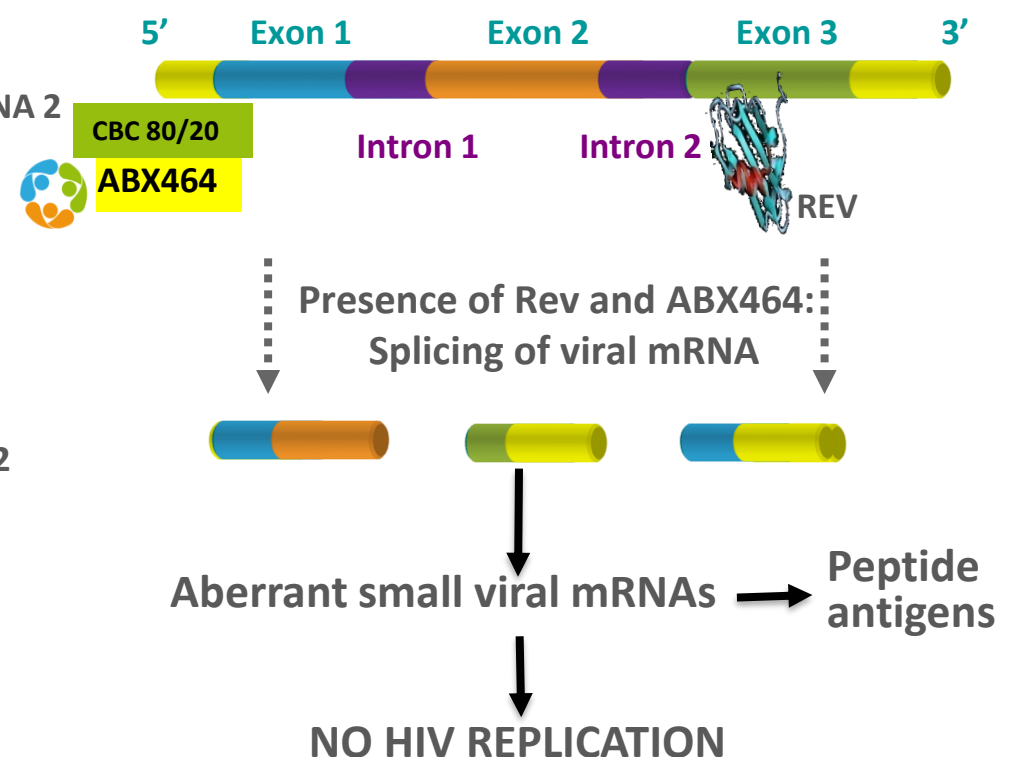 5’ Exon 1 Exon 2 Exon 3 3’
NA 2
CBC 80/20
ABX464
Intron 1 Intron 2
REV
Presence of Rev and ABX464:
Splicing of viral mRNA
2
Aberrant small viral mRNAs
Peptide
antigens
NO HIV REPLICATION